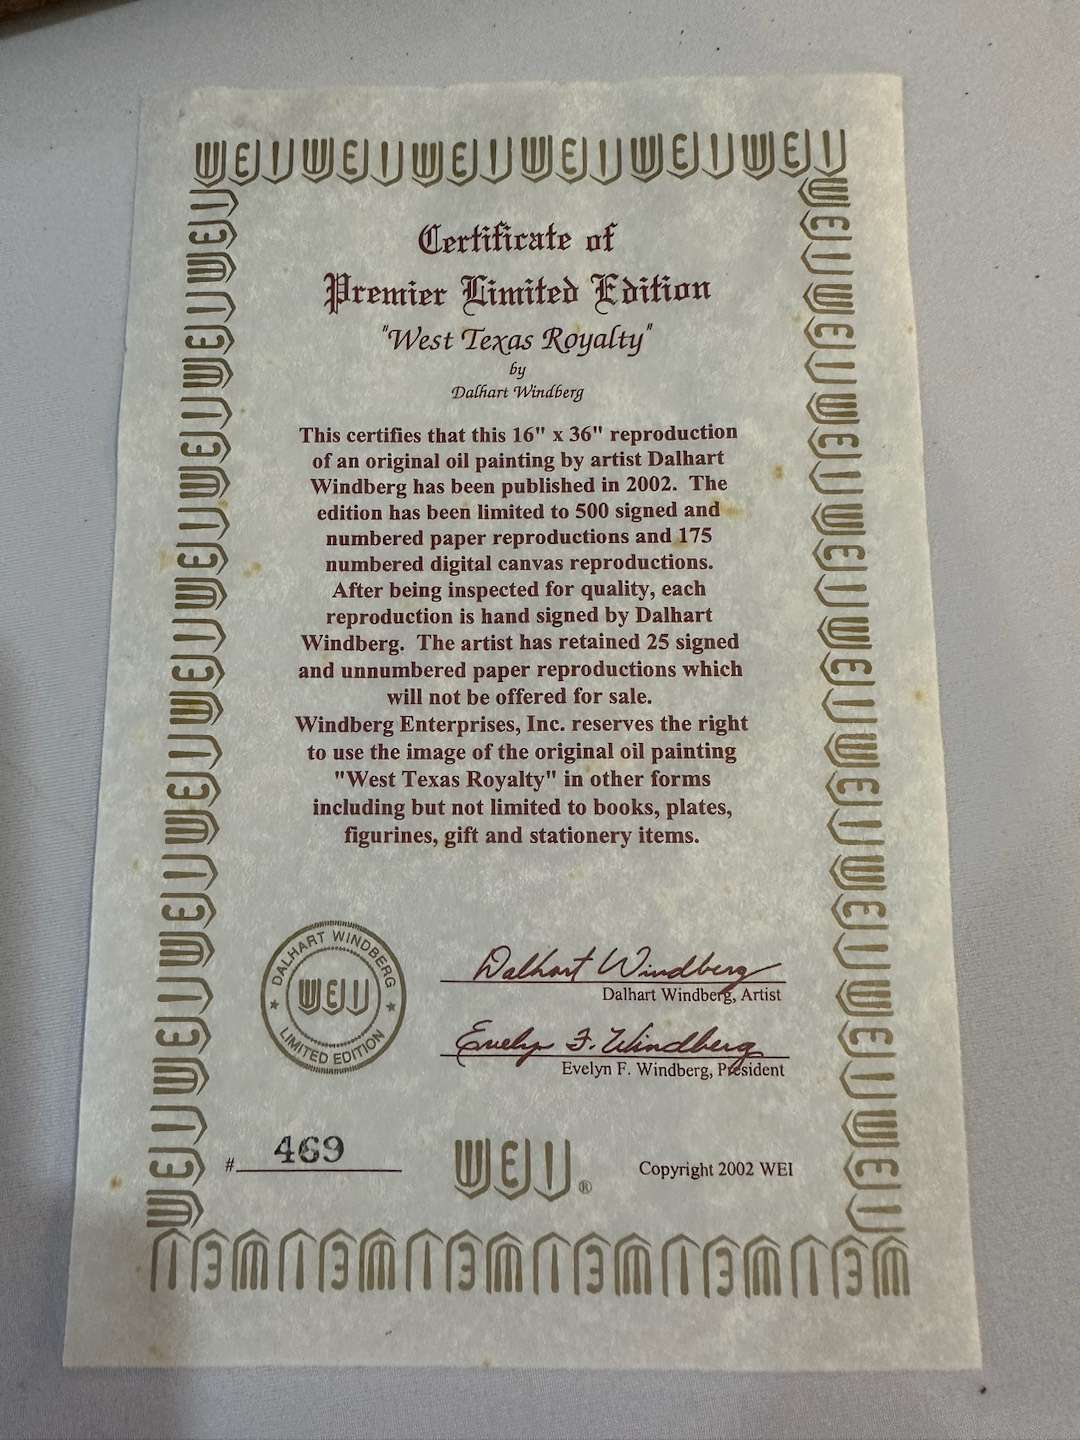 WEI WEI WEI WEI WEI WEI
Certificate of
Premier Limited Edition
"West Texas Royalty"
by
Dalhart Windberg
This certifies that this 16" x 36" reproduction
of an original oil painting by artist Dalhart
Windberg has been published in 2002. The
edition has been limited to 500 signed and
numbered paper reproductions and 175
numbered digital canvas reproductions.
After being inspected for quality, each
reproduction is hand signed by Dalhart
Windberg. The artist has retained 25 signed
and unnumbered paper reproductions which
will not be offered for sale.
Windberg Enterprises, Inc. reserves the right
to use the image of the original oil painting
"West Texas Royalty" in other forms
including but not limited to books, plates,
figurines, gift and stationery items.
DALHART WINDBERG
WEI
LIMITED EDITION
Dalhart Windberg
Dalhart Windberg, Artist
Evelyn F. Windberg
Evelyn F. Windberg, President
# 469
WEI®
Copyright 2002 WEI